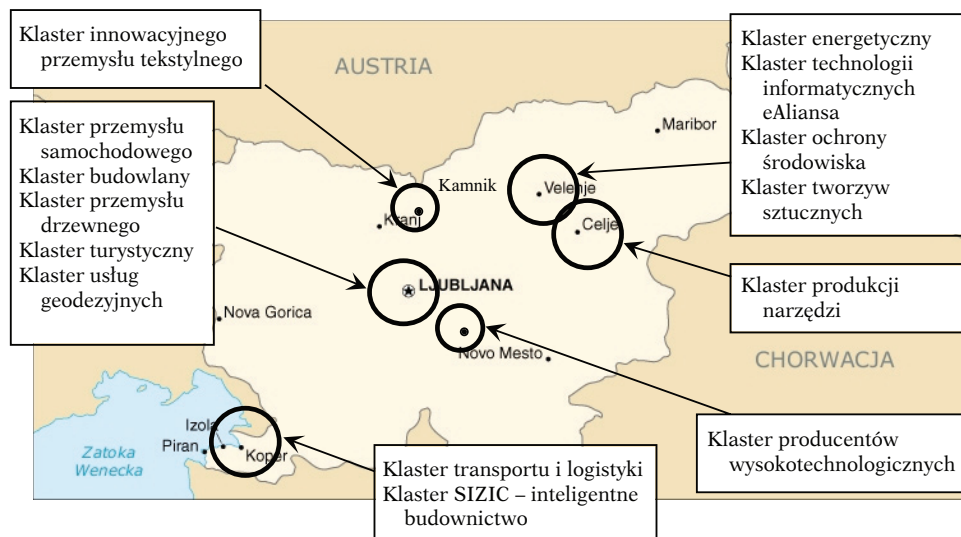 Klaster innowacyjnego
przemysłu tekstylnego
AUSTRIA
Klaster energetyczny
Klaster technologii
informatycznych
eAliansa
Klaster ochrony
środowiska
Klaster tworzyw
sztucznych
Klaster przemysłu
samochodowego
Klaster budowlany
Klaster przemysłu
drzewnego
Klaster turystyczny
Klaster usług
geodezyjnych
Maribor
Kamnik
Velenje
Kranj
Celje
LJUBLJANA
Klaster produkcji
narzędzi
Nova Gorica
Novo Mesto
CHORWACJA
Izola
Piran
Koper
Zatoka
Wenecka
Klaster producentów
wysokotechnologicznych
Klaster transportu i logistyki
Klaster SIZIC – inteligentne
budownictwo